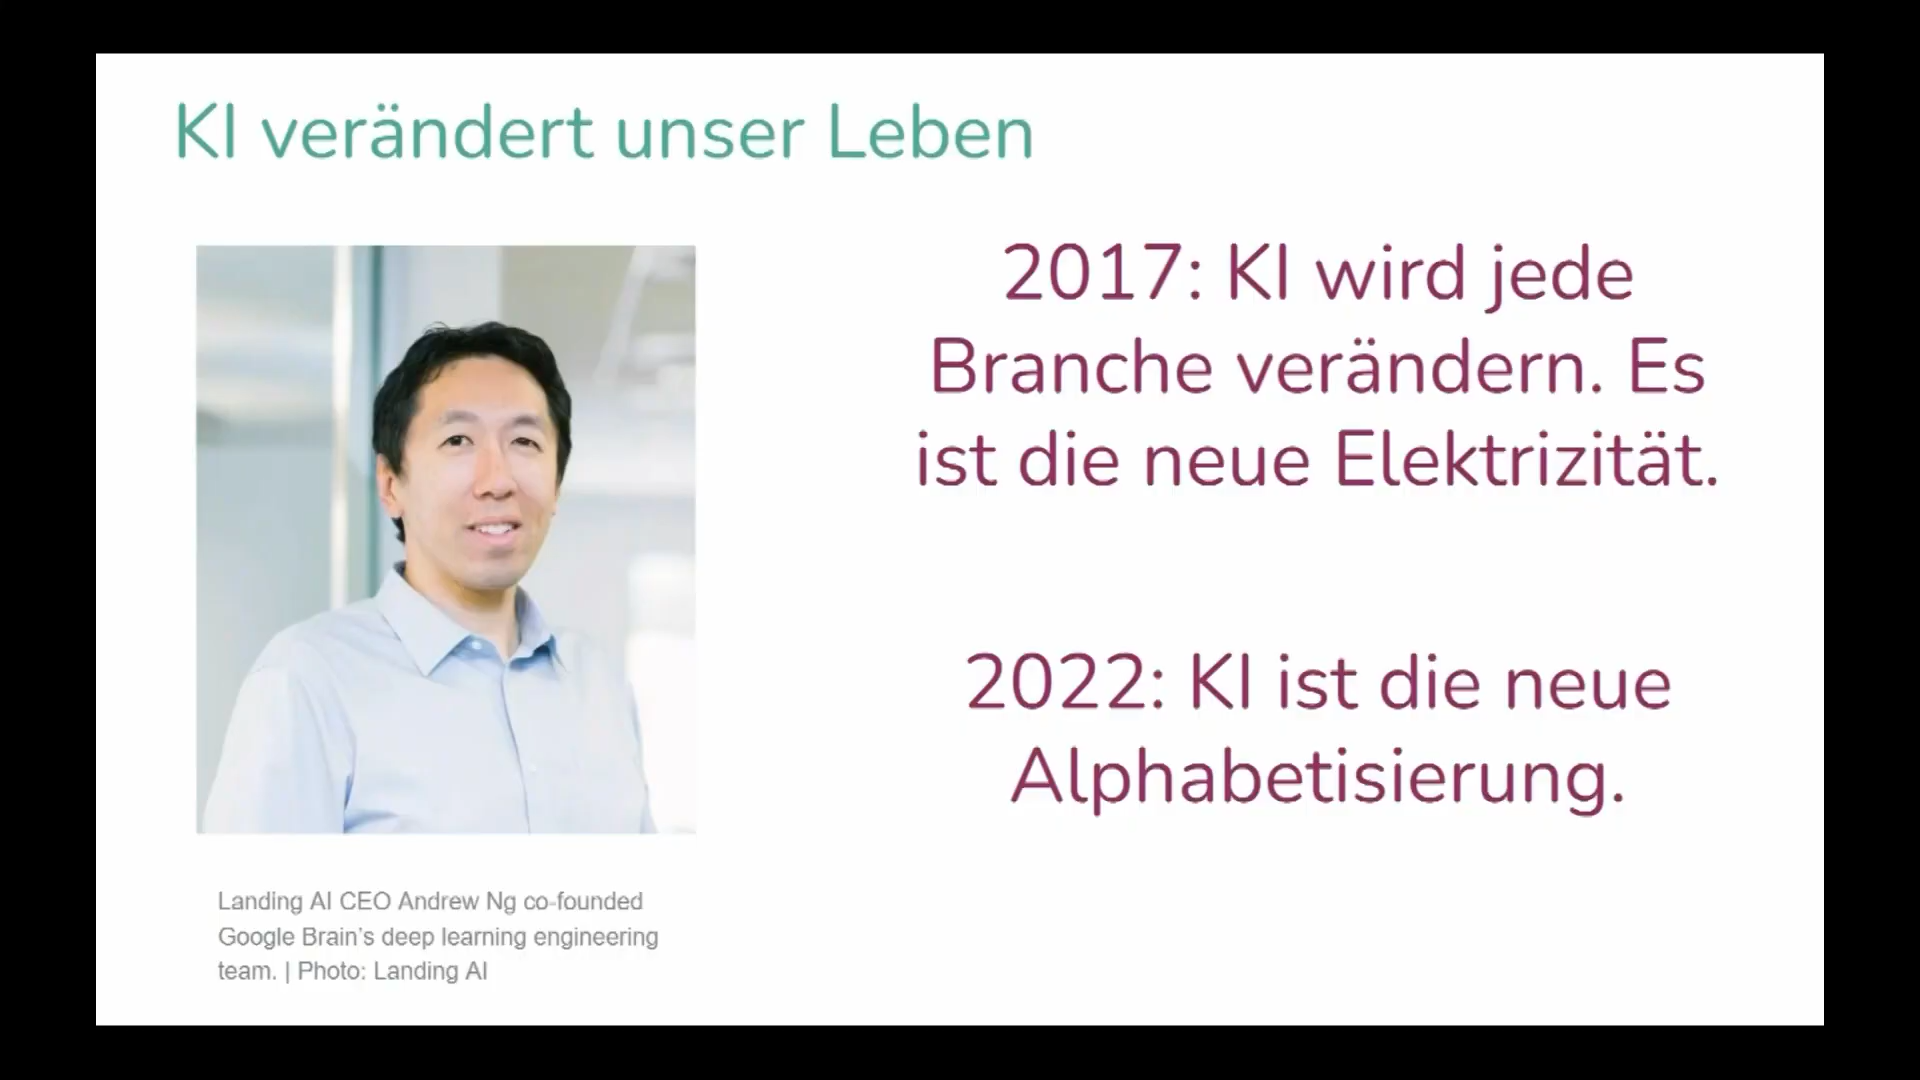 KI verändert unser Leben
2017: KI wird jede
Branche verändern. Es
ist die neue Elektrizität.
2022: KI ist die neue
Alphabetisierung.
Landing AI CEO Andrew Ng co-founded
Google Brain’s deep learning engineering
team. | Photo: Landing AI